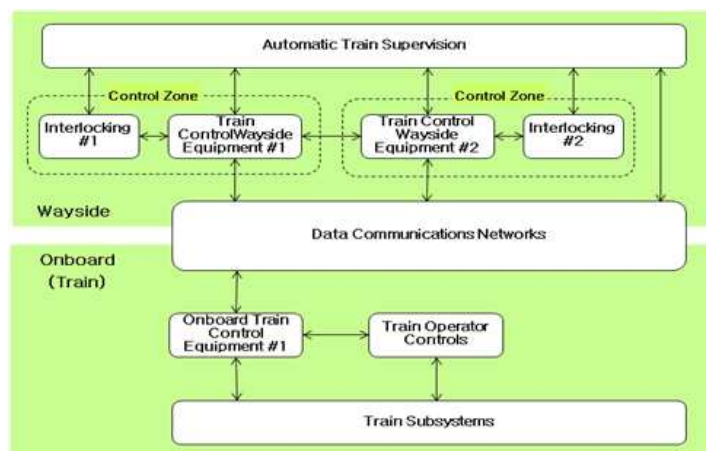 Automatic Train Supervision
Control Zone
Control Zone
Interlocking
#1
Train
ControlWayside
Equipment #1
Train Control
Wayside
Equipment #2
Interlocking
#2
Wayside
Data Communications Networks
Onboard
(Train)
Onboard Train
Control
Equipment #1
Train Operator
Controls
Train Subsystems